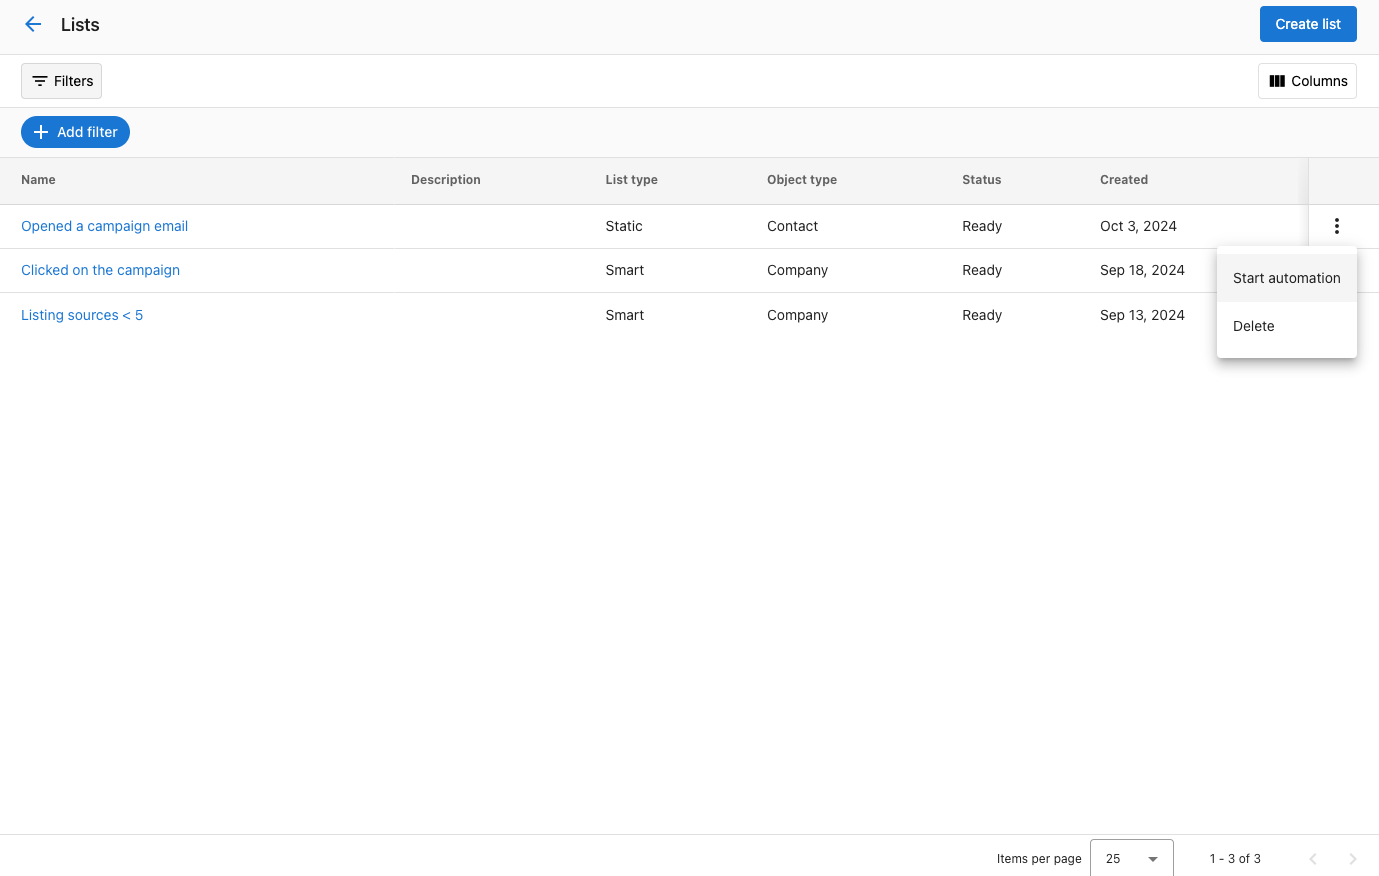 Lists
Create list
Filters
Columns
Add filter
Name Description List type Object type Status Created
Opened a campaign email Static Contact Ready Oct 3, 2024
Clicked on the campaign Smart Company Ready Sep 18, 2024
Start automation
Listing sources < 5 Smart Company Ready Sep 13, 2024
Delete
Items per page 25 1 - 3 of 3